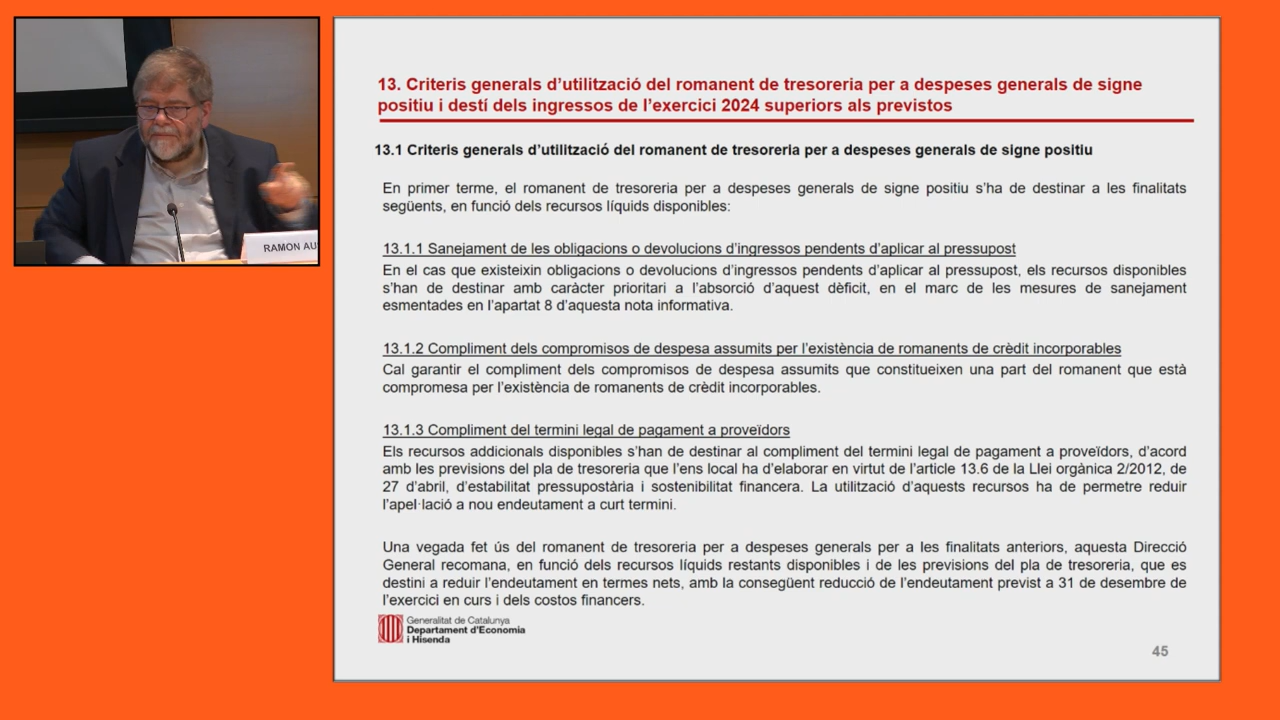 RAMON AU
13. Criteris generals d’utilització del romanent de tresoreria per a despeses generals de signe
positiu i destí dels ingressos de l’exercici 2024 superiors als previstos
13.1 Criteris generals d’utilització del romanent de tresoreria per a despeses generals de signe positiu
En primer terme, el romanent de tresoreria per a despeses generals de signe positiu s’ha de destinar a les finalitats
següents, en funció dels recursos líquids disponibles:
13.1.1 Sanejament de les obligacions o devolucions d’ingressos pendents d’aplicar al pressupost
En el cas que existeixin obligacions o devolucions d’ingressos pendents d’aplicar al pressupost, els recursos disponibles
s’han de destinar amb caràcter prioritari a l’absorció d’aquest dèficit, en el marc de les mesures de sanejament
esmentades en l’apartat 8 d’aquesta nota informativa.
13.1.2 Compliment dels compromisos de despesa assumits per l’existència de romanents de crèdit incorporables
Cal garantir el compliment dels compromisos de despesa assumits que constitueixen una part del romanent que està
compromesa per l’existència de romanents de crèdit incorporables.
13.1.3 Compliment del termini legal de pagament a proveïdors
Els recursos addicionals disponibles s’han de destinar al compliment del termini legal de pagament a proveïdors, d’acord
amb les previsions del pla de tresoreria que l’ens local ha d’elaborar en virtut de l’article 13.6 de la Llei orgànica 2/2012, de
27 d’abril, d’estabilitat pressupostària i sostenibilitat financera. La utilització d’aquests recursos ha de permetre reduir
l’apel·lació a nou endeutament a curt termini.
Una vegada fet ús del romanent de tresoreria per a despeses generals per a les finalitats anteriors, aquesta Direcció
General recomana, en funció dels recursos líquids restants disponibles i de les previsions del pla de tresoreria, que es
destini a reduir l’endeutament en termes nets, amb la consegüent reducció de l’endeutament previst a 31 de desembre de
l’exercici en curs i dels costos financers.
Generalitat de Catalunya
Departament d’Economia
i Hisenda
45